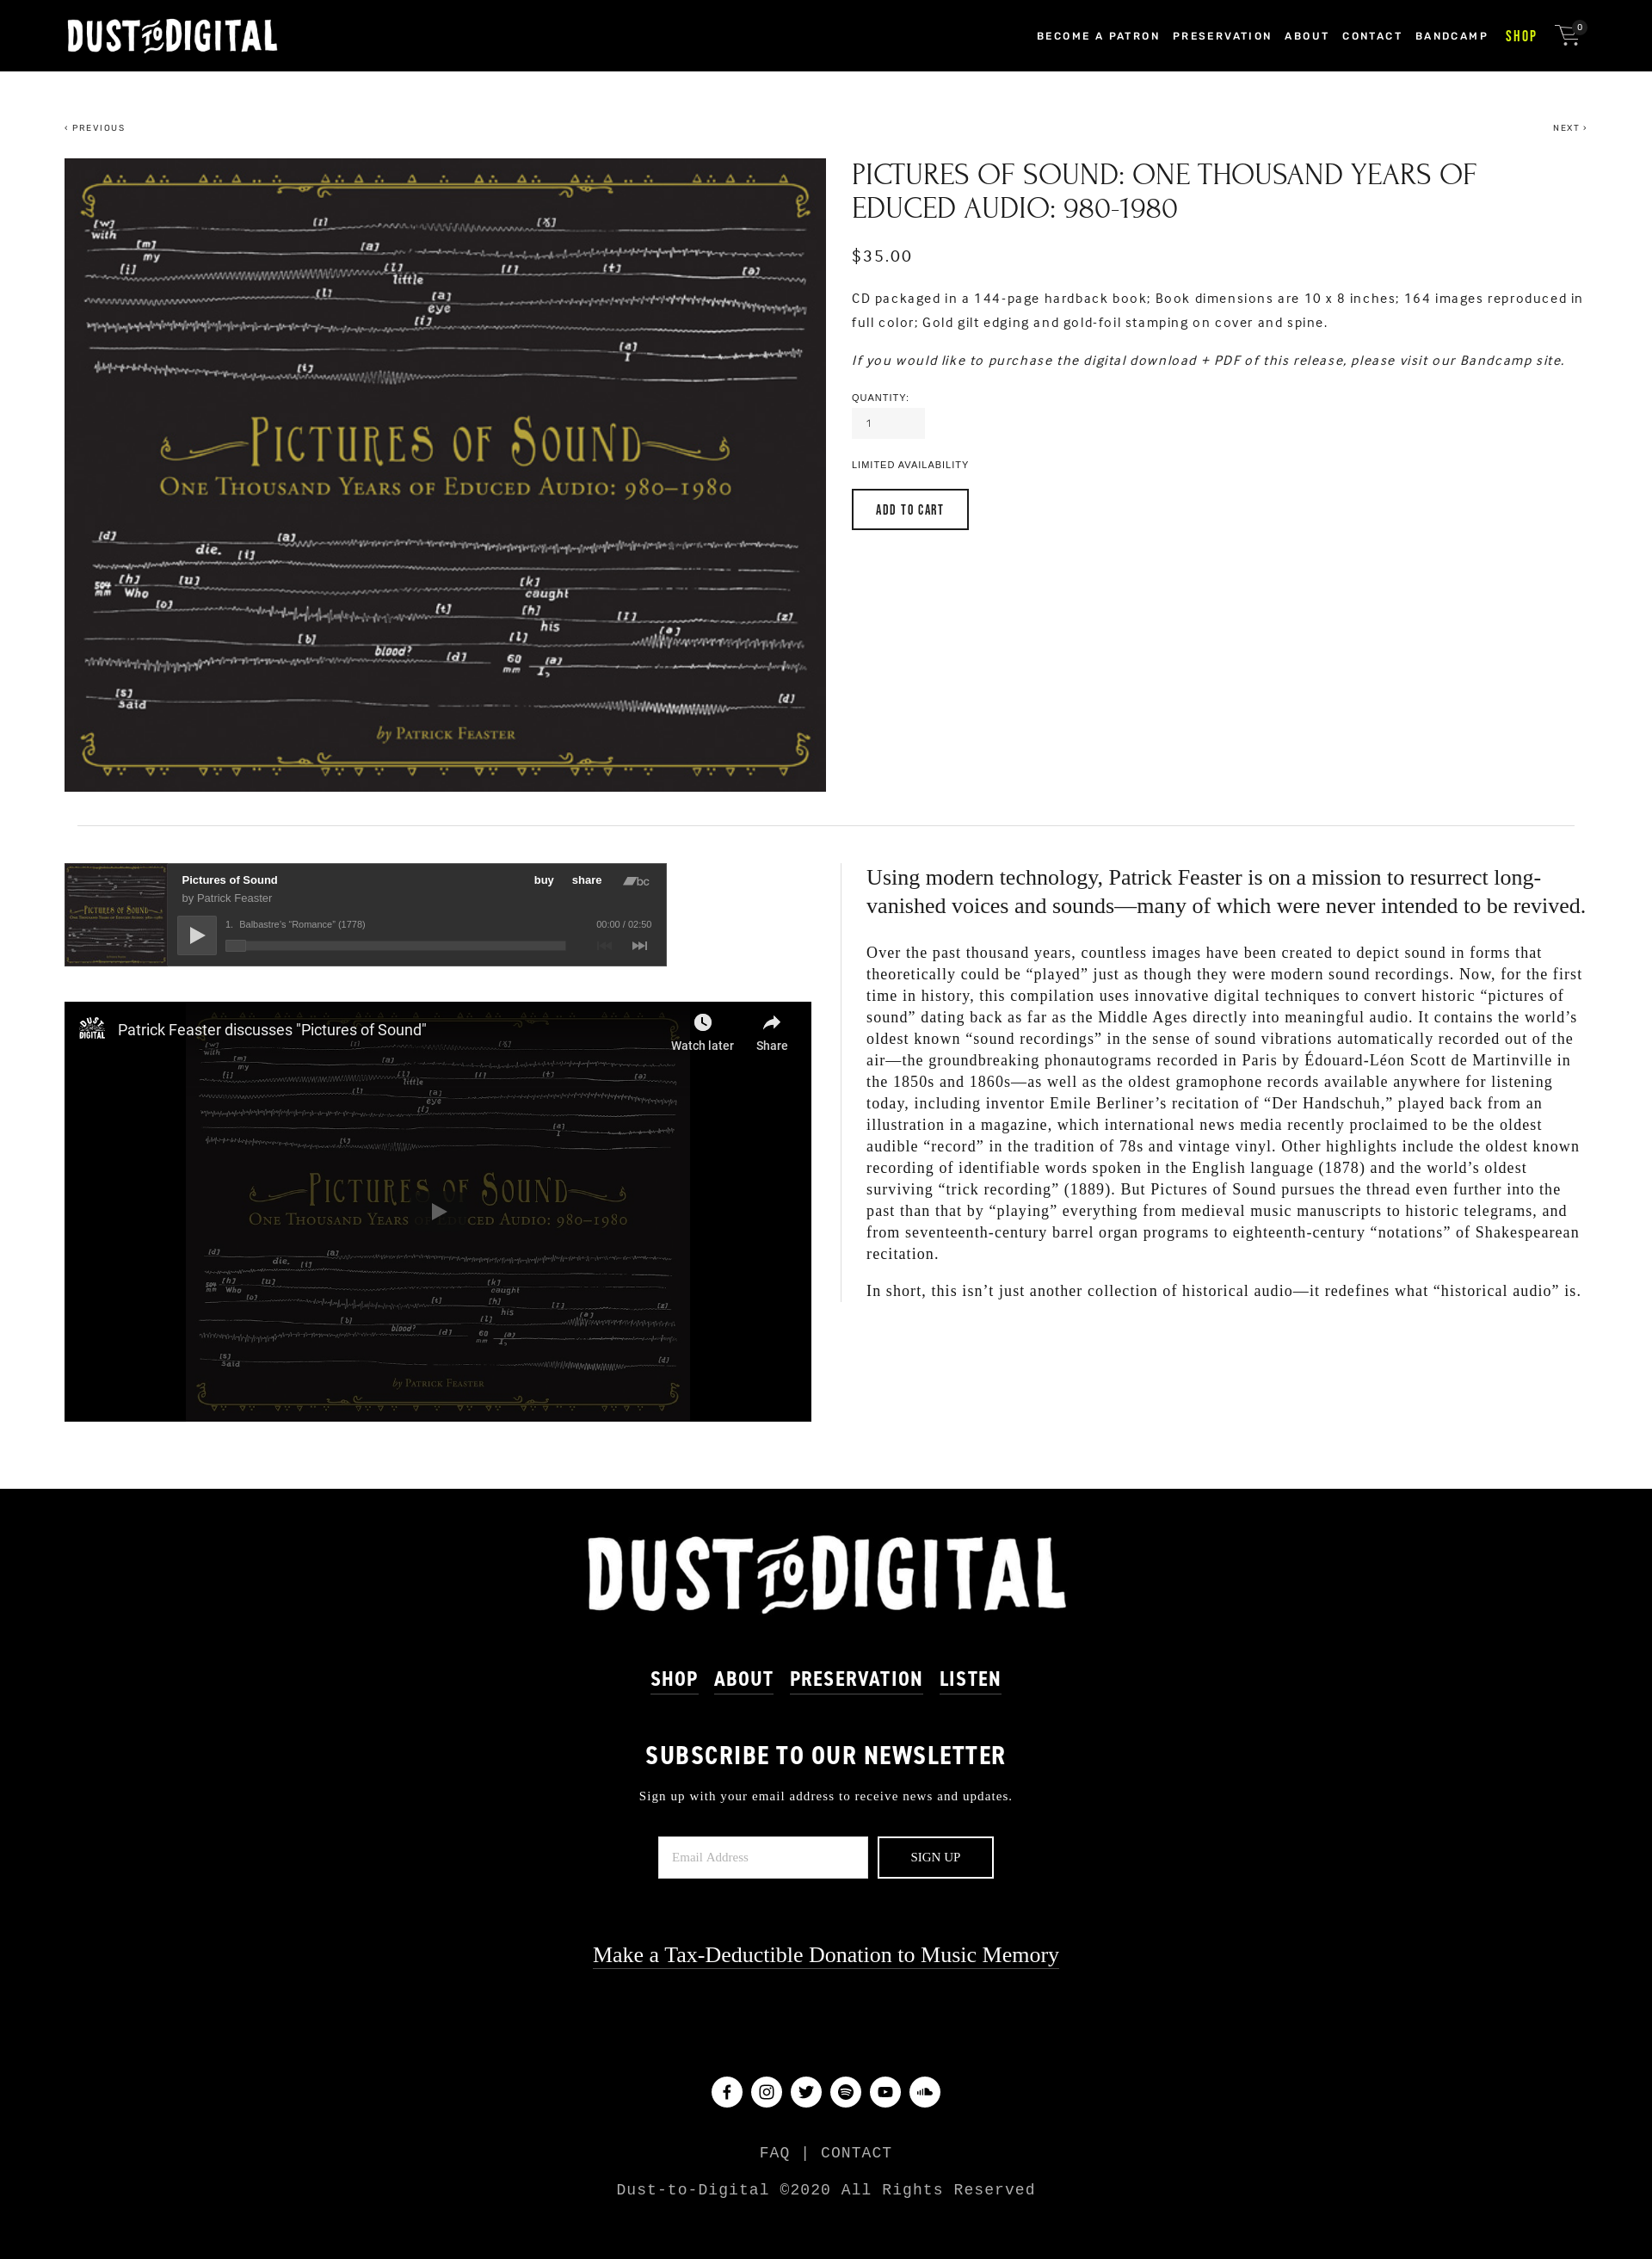 DUST TO DIGITAL
BECOME A PATRON PRESERVATION ABOUT CONTACT BANDCAMP SHOP 0
‹ PREVIOUS
NEXT ›
[w] [ɪ]
with
[m] [a]
my
[i] [l] [ɪ] [t] [ə]
little
[l] [a]
eye
[i]
[a]
I
[t]
PICTURES OF SOUND
ONE THOUSAND YEARS OF EDUCED AUDIO: 980–1980
[d] [a]
die. [i]
504 mm [h] [u] [k]
Who caught
[o] [t] [h] [ɪ] [z]
his
[b] [l] [a]
blood? [d] 60 mm [a]
I,
[s] [d]
said
by PATRICK FEASTER
PICTURES OF SOUND: ONE THOUSAND YEARS OF
EDUCED AUDIO: 980-1980
$35.00
CD packaged in a 144-page hardback book; Book dimensions are 10 x 8 inches; 164 images reproduced in
full color; Gold gilt edging and gold-foil stamping on cover and spine.
If you would like to purchase the digital download + PDF of this release, please visit our Bandcamp site.
QUANTITY:
1
LIMITED AVAILABILITY
ADD TO CART
Pictures of Sound buy share bc
by Patrick Feaster
1. Balbastre's "Romance" (1778) 00:00 / 02:50
Patrick Feaster discusses "Pictures of Sound"
Watch later Share
PICTURES OF SOUND
ONE THOUSAND YEARS OF EDUCED AUDIO: 980–1980
by PATRICK FEASTER
Using modern technology, Patrick Feaster is on a mission to resurrect long-
vanished voices and sounds—many of which were never intended to be revived.
Over the past thousand years, countless images have been created to depict sound in forms that
theoretically could be “played” just as though they were modern sound recordings. Now, for the first
time in history, this compilation uses innovative digital techniques to convert historic “pictures of
sound” dating back as far as the Middle Ages directly into meaningful audio. It contains the world’s
oldest known “sound recordings” in the sense of sound vibrations automatically recorded out of the
air—the groundbreaking phonautograms recorded in Paris by Édouard-Léon Scott de Martinville in
the 1850s and 1860s—as well as the oldest gramophone records available anywhere for listening
today, including inventor Emile Berliner’s recitation of “Der Handschuh,” played back from an
illustration in a magazine, which international news media recently proclaimed to be the oldest
audible “record” in the tradition of 78s and vintage vinyl. Other highlights include the oldest known
recording of identifiable words spoken in the English language (1878) and the world’s oldest
surviving “trick recording” (1889). But Pictures of Sound pursues the thread even further into the
past than that by “playing” everything from medieval music manuscripts to historic telegrams, and
from seventeenth-century barrel organ programs to eighteenth-century “notations” of Shakespearean
recitation.
In short, this isn’t just another collection of historical audio—it redefines what “historical audio” is.
DUST TO DIGITAL
SHOP ABOUT PRESERVATION LISTEN
SUBSCRIBE TO OUR NEWSLETTER
Sign up with your email address to receive news and updates.
Email Address SIGN UP
Make a Tax-Deductible Donation to Music Memory
FAQ | CONTACT
Dust-to-Digital ©2020 All Rights Reserved